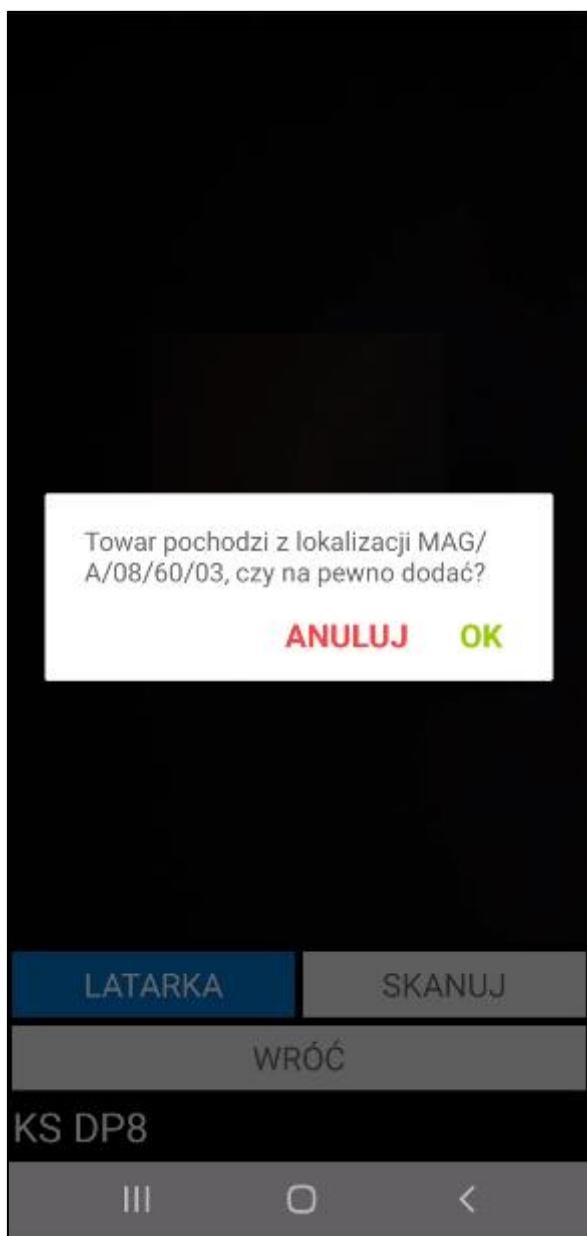 Towar pochodzi z lokalizacji MAG/
A/08/60/03, czy na pewno dodać?
ANULUJ OK
LATARKA SKANUJ
WRÓĆ
KS DP8